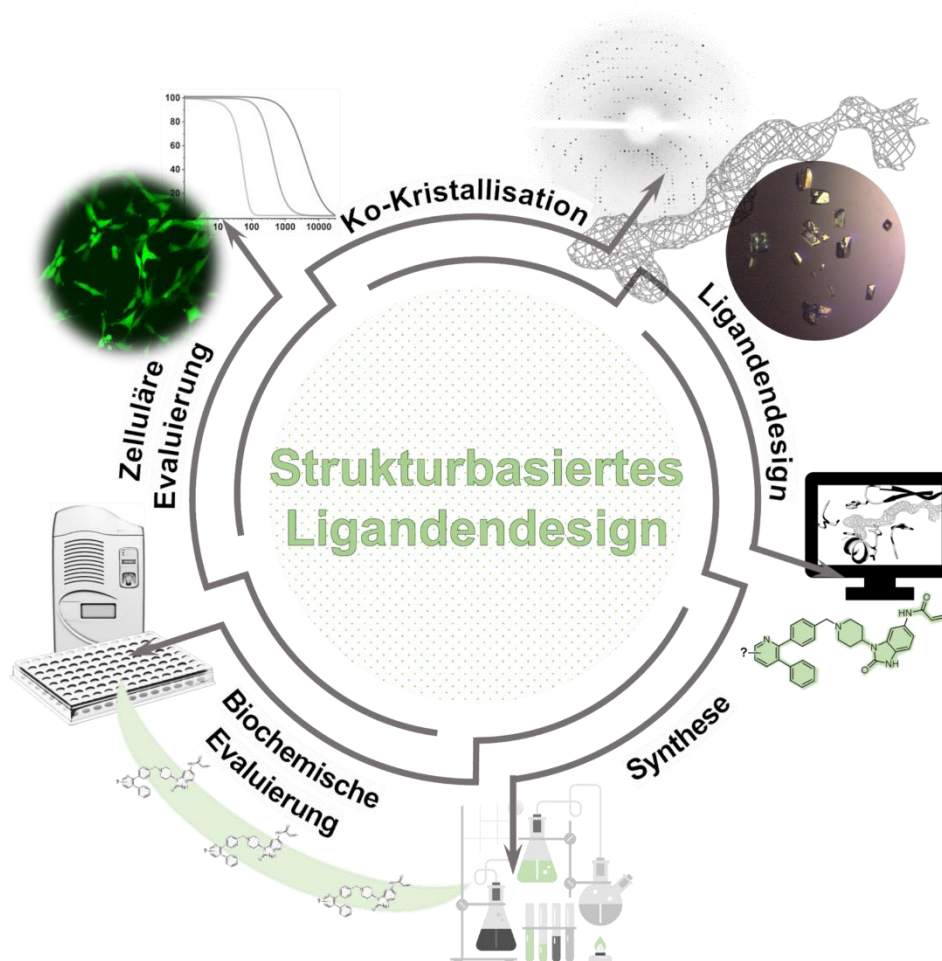 100
80
60
40
20
10
100
1000
10000
Ko-Kristallisation
Ligandendesign
Zelluläre
Evaluierung
Strukturbasiertes
Ligandendesign
O
HN
N
N
?
N
N
NH
O
Synthese
Biochemische
Evaluierung